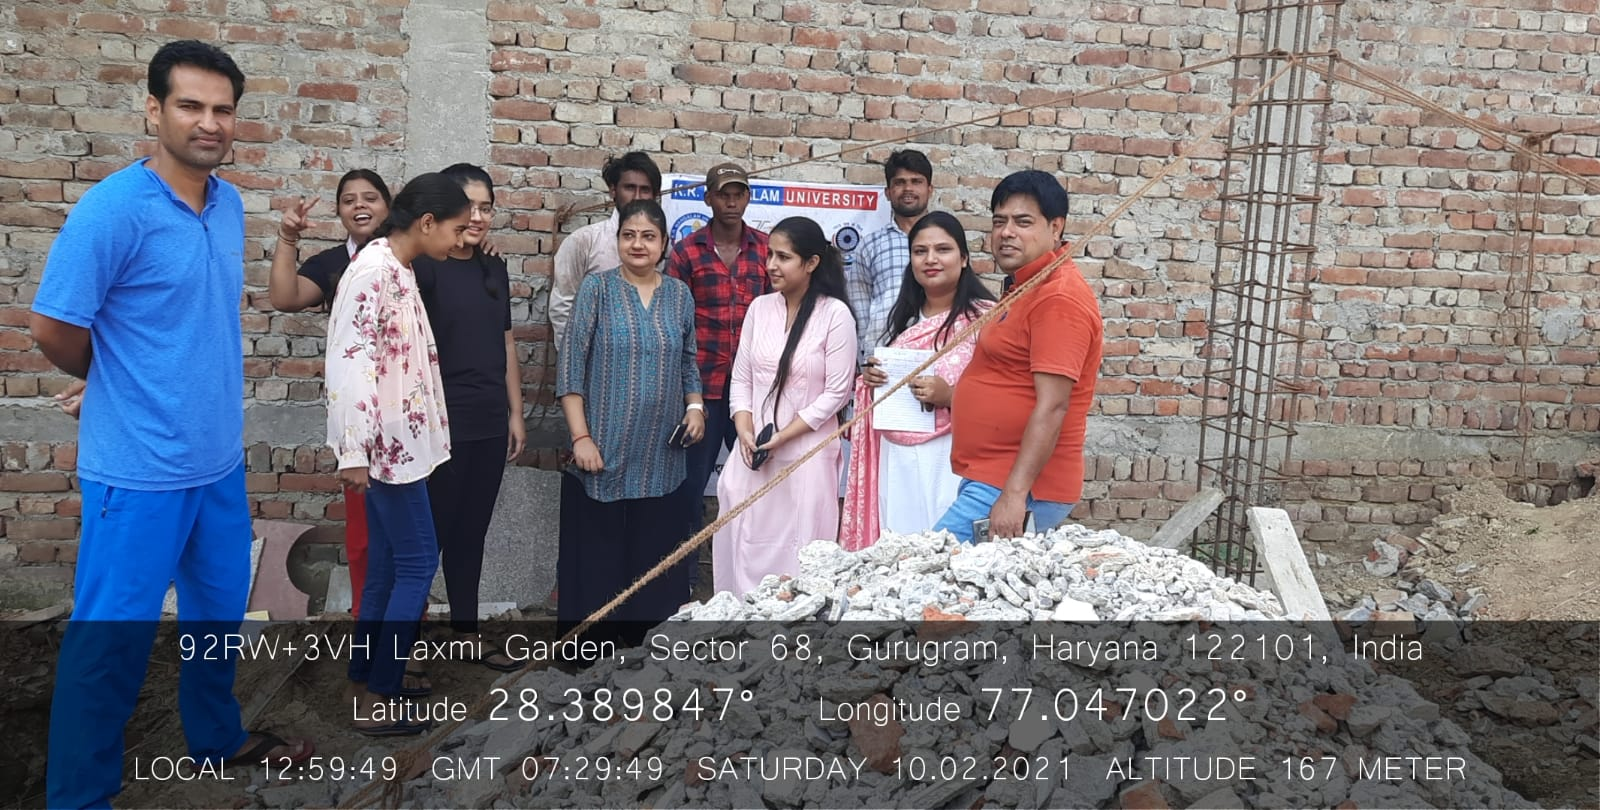 K.R. MANGALAM UNIVERSITY
92RW+3VH Laxmi Garden, Sector 68, Gurugram, Haryana 122101, India
Latitude 28.389847° Longitude 77.047022°
LOCAL 12:59:49 GMT 07:29:49 SATURDAY 10.02.2021 ALTITUDE 167 METER